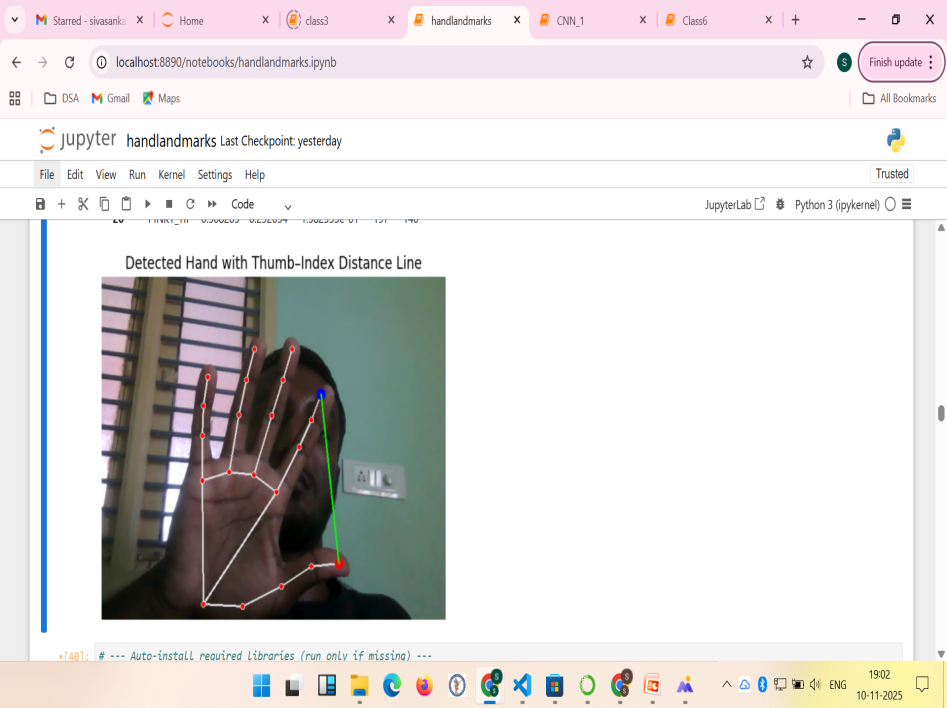 Starred - sivasanka
Home
class3
handlandmarks
CNN_1
Class6
localhost:8890/notebooks/handlandmarks.ipynb
S
Finish update
DSA
Gmail
Maps
All Bookmarks
jupyter handlandmarks Last Checkpoint: yesterday
File Edit View Run Kernel Settings Help
Trusted
Code
JupyterLab
Python 3 (ipykernel)
Detected Hand with Thumb-Index Distance Line
[40]: # --- Auto-install required libraries (run only if missing) ---
ENG
19:02
10-11-2025